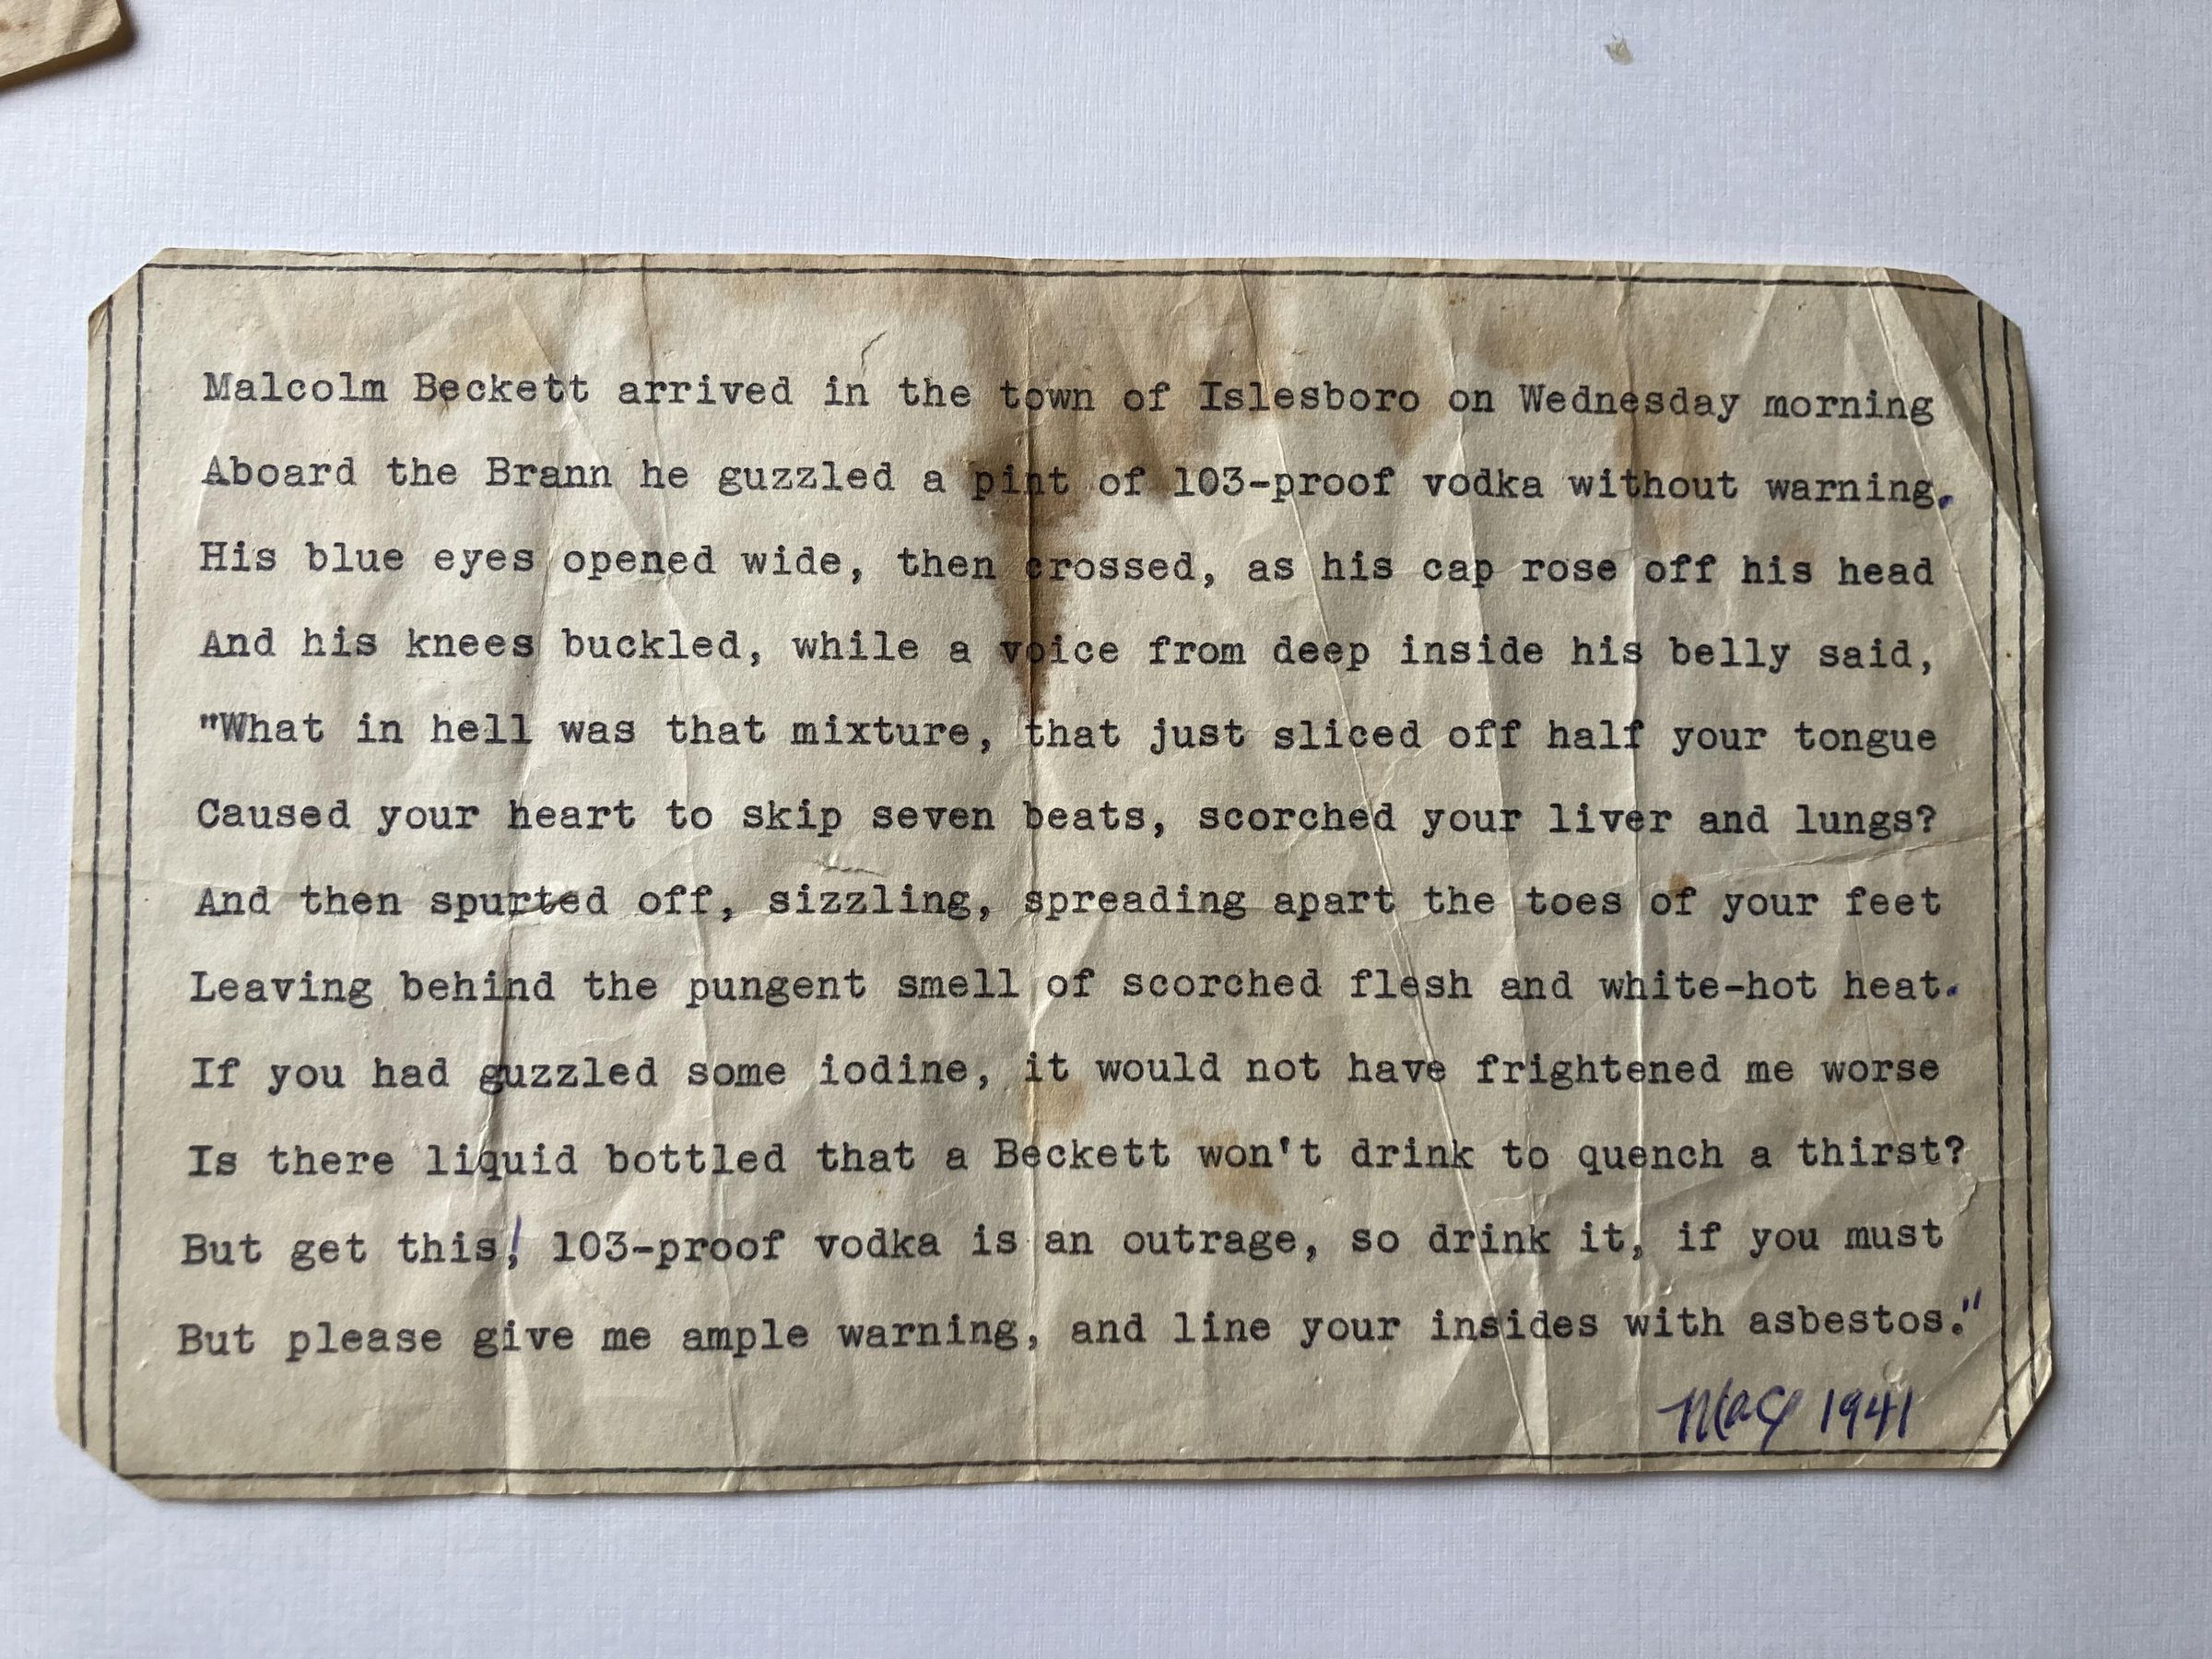 Malcolm Beckett arrived in the town of Islesboro on Wednesday morning
Aboard the Brann he guzzled a pint of 103-proof vodka without warning.
His blue eyes opened wide, then crossed, as his cap rose off his head
And his knees buckled, while a voice from deep inside his belly said,
"What in hell was that mixture, that just sliced off half your tongue
Caused your heart to skip seven beats, scorched your liver and lungs?
And then spurted off, sizzling, spreading apart the toes of your feet
Leaving behind the pungent smell of scorched flesh and white-hot heat.
If you had guzzled some iodine, it would not have frightened me worse
Is there liquid bottled that a Beckett won't drink to quench a thirst?
But get this! 103-proof vodka is an outrage, so drink it, if you must
But please give me ample warning, and line your insides with asbestos."
May 1941